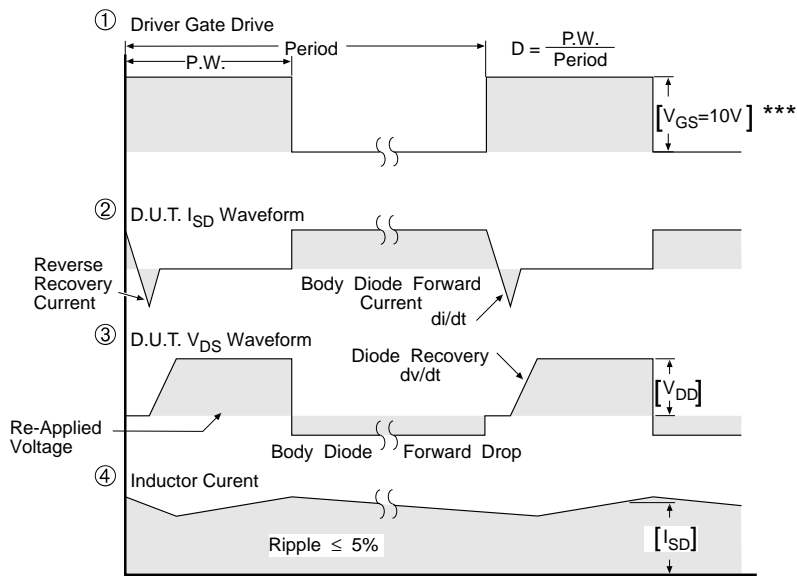 ① Driver Gate Drive
P.W.
Period
D = P.W. / Period
[VGS=10V] ***
② D.U.T. ISD Waveform
Reverse
Recovery
Current
Body Diode Forward
Current
di/dt
③ D.U.T. VDS Waveform
Diode Recovery
dv/dt
[VDD]
Re-Applied
Voltage
Body Diode Forward Drop
④ Inductor Curent
Ripple ≤ 5%
[ISD]